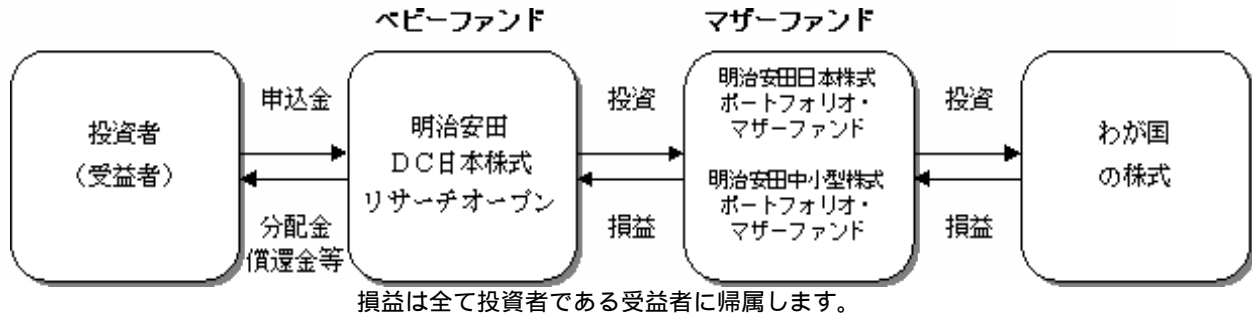 ベビーファンド
マザーファンド
投資者
（受益者）
申込金
分配金
償還金等
明治安田
ＤＣ日本株式
リサーチオープン
投資
損益
明治安田日本株式
ポートフォリオ・
マザーファンド
明治安田中小型株式
ポートフォリオ・
マザーファンド
投資
損益
わが国
の株式
損益は全て投資者である受益者に帰属します。